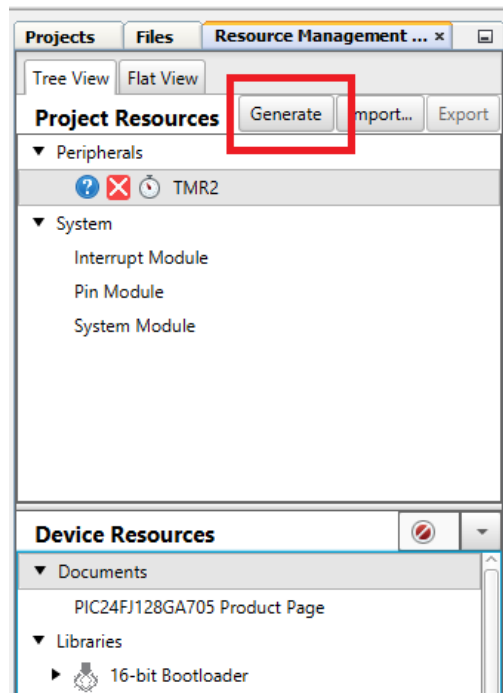 Projects Files Resource Management ... ×
Tree View Flat View
Project Resources Generate Import... Export
Peripherals
TMR2
System
Interrupt Module
Pin Module
System Module
Device Resources
Documents
PIC24FJ128GA705 Product Page
Libraries
16-bit Bootloader